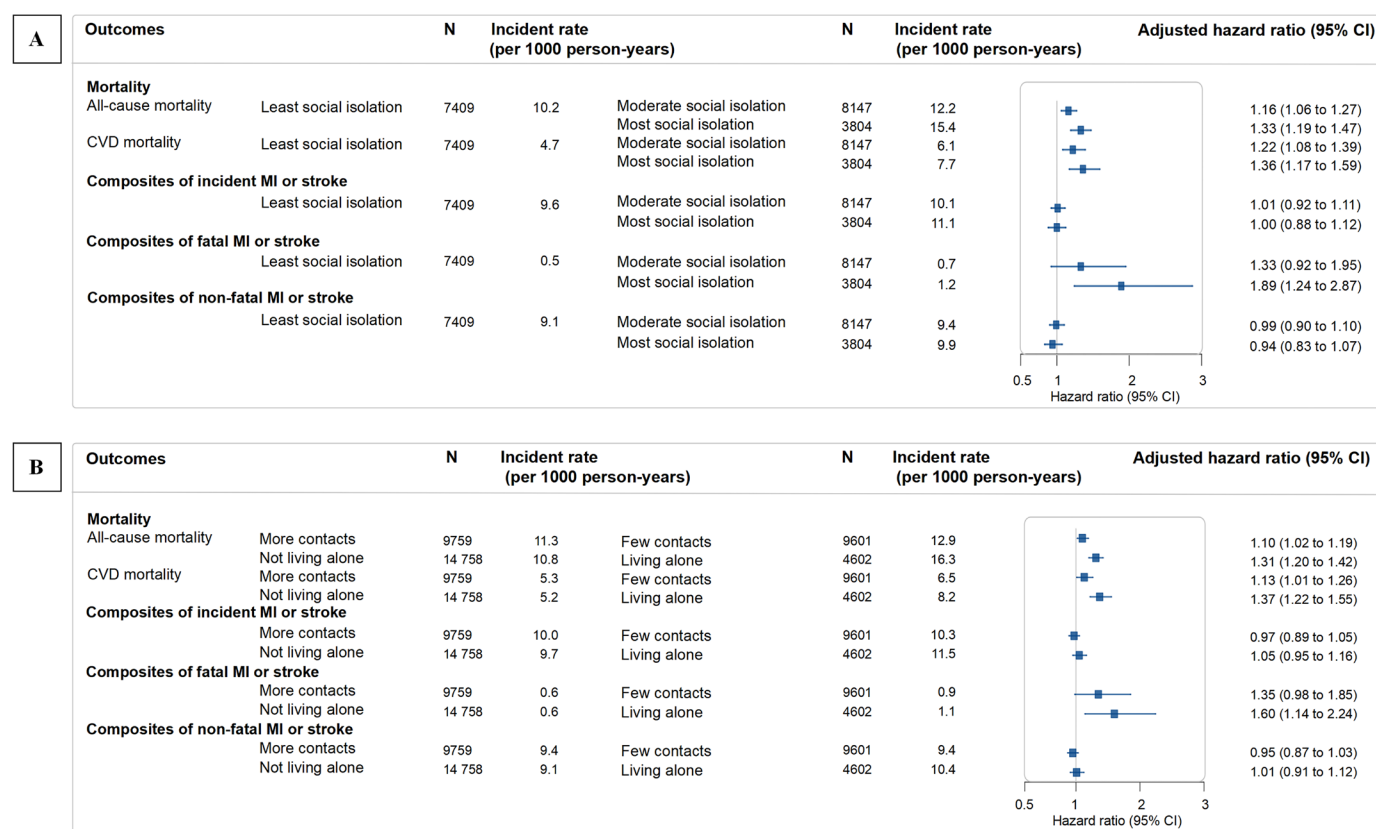 A
Outcomes N Incident rate N Incident rate Adjusted hazard ratio (95% CI)
(per 1000 person-years) (per 1000 person-years)
Mortality
All-cause mortality Least social isolation 7409 10.2 Moderate social isolation 8147 12.2 1.16 (1.06 to 1.27)
Most social isolation 3804 15.4 1.33 (1.19 to 1.47)
CVD mortality Least social isolation 7409 4.7 Moderate social isolation 8147 6.1 1.22 (1.08 to 1.39)
Most social isolation 3804 7.7 1.36 (1.17 to 1.59)
Composites of incident MI or stroke
Least social isolation 7409 9.6 Moderate social isolation 8147 10.1 1.01 (0.92 to 1.11)
Most social isolation 3804 11.1 1.00 (0.88 to 1.12)
Composites of fatal MI or stroke
Least social isolation 7409 0.5 Moderate social isolation 8147 0.7 1.33 (0.92 to 1.95)
Most social isolation 3804 1.2 1.89 (1.24 to 2.87)
Composites of non-fatal MI or stroke
Least social isolation 7409 9.1 Moderate social isolation 8147 9.4 0.99 (0.90 to 1.10)
Most social isolation 3804 9.9 0.94 (0.83 to 1.07)
0.5 1 2 3
Hazard ratio (95% CI)
B
Outcomes N Incident rate N Incident rate Adjusted hazard ratio (95% CI)
(per 1000 person-years) (per 1000 person-years)
Mortality
All-cause mortality More contacts 9759 11.3 Few contacts 9601 12.9 1.10 (1.02 to 1.19)
Not living alone 14 758 10.8 Living alone 4602 16.3 1.31 (1.20 to 1.42)
CVD mortality More contacts 9759 5.3 Few contacts 9601 6.5 1.13 (1.01 to 1.26)
Not living alone 14 758 5.2 Living alone 4602 8.2 1.37 (1.22 to 1.55)
Composites of incident MI or stroke
More contacts 9759 10.0 Few contacts 9601 10.3 0.97 (0.89 to 1.05)
Not living alone 14 758 9.7 Living alone 4602 11.5 1.05 (0.95 to 1.16)
Composites of fatal MI or stroke
More contacts 9759 0.6 Few contacts 9601 0.9 1.35 (0.98 to 1.85)
Not living alone 14 758 0.6 Living alone 4602 1.1 1.60 (1.14 to 2.24)
Composites of non-fatal MI or stroke
More contacts 9759 9.4 Few contacts 9601 9.4 0.95 (0.87 to 1.03)
Not living alone 14 758 9.1 Living alone 4602 10.4 1.01 (0.91 to 1.12)
0.5 1 2 3
Hazard ratio (95% CI)